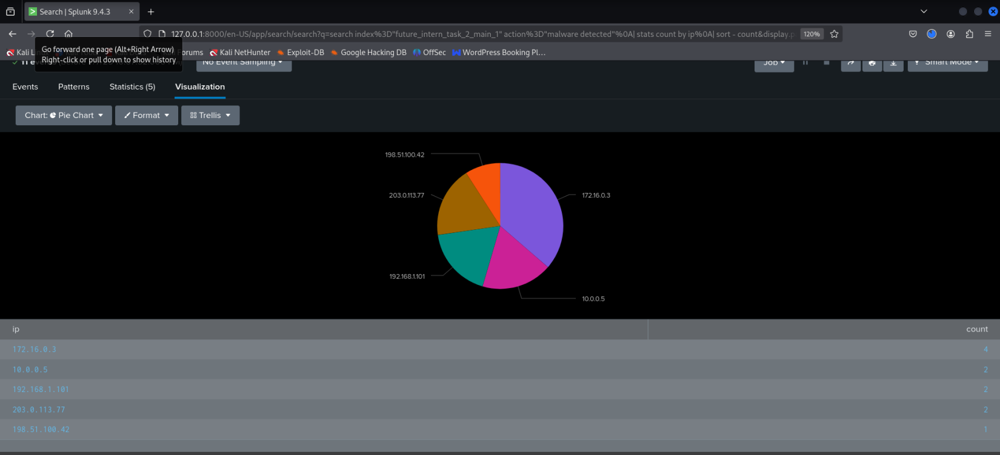 Search | Splunk 9.4.3
127.0.0.1:8000/en-US/app/search/search?q=search index%3D"future_intern_task_2_main_1" action%3D"malware detected"%0A| stats count by ip%0A| sort - count&display.p
120%
Go forward one page (Alt+Right Arrow)
Right-click or pull down to show history
Kali Forums Kali NetHunter Exploit-DB Google Hacking DB OffSec WordPress Booking Pl...
11 events
No Event Sampling
Job
Smart Mode
Events Patterns Statistics (5) Visualization
Chart: Pie Chart Format Trellis
198.51.100.42
203.0.113.77
172.16.0.3
192.168.1.101
10.0.0.5
ip count
172.16.0.3 4
10.0.0.5 2
192.168.1.101 2
203.0.113.77 2
198.51.100.42 1